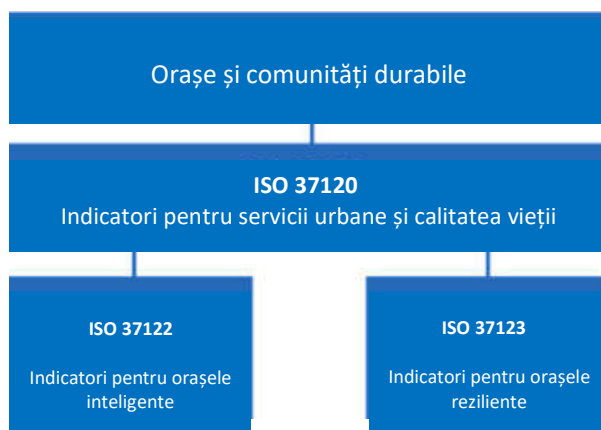 Orașe și comunități durabile
ISO 37120
Indicatori pentru servicii urbane și calitatea vieții
ISO 37122
Indicatori pentru orașele
inteligente
ISO 37123
Indicatori pentru orașele
reziliente